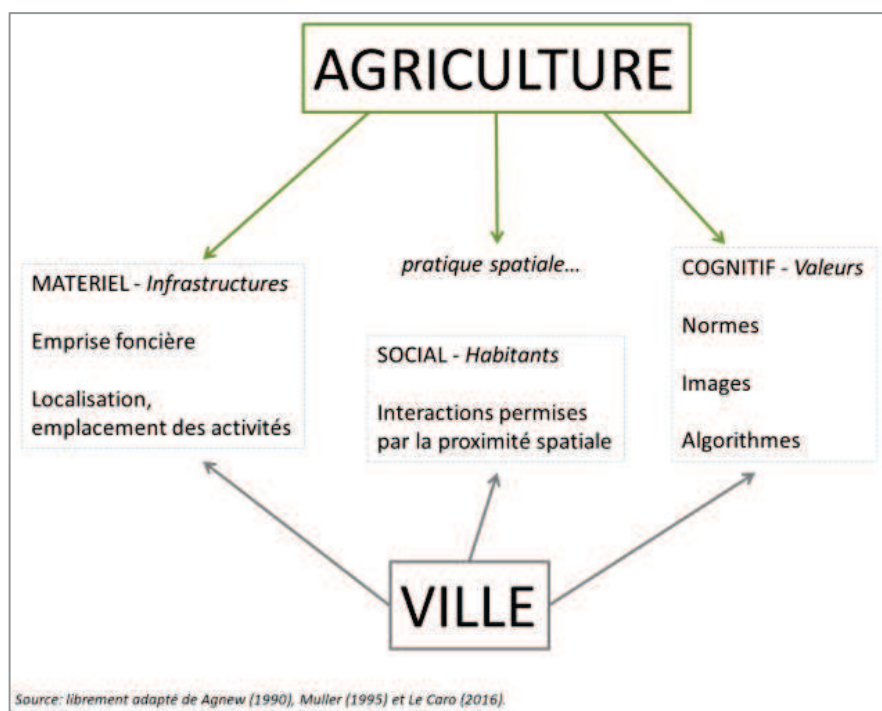 AGRICULTURE
MATERIEL - Infrastructures
Emprise foncière
Localisation,
emplacement des activités
pratique spatiale...
SOCIAL - Habitants
Interactions permises
par la proximité spatiale
COGNITIF - Valeurs
Normes
Images
Algorithmes
VILLE
Source: librement adapté de Agnew (1990), Muller (1995) et Le Caro (2016).